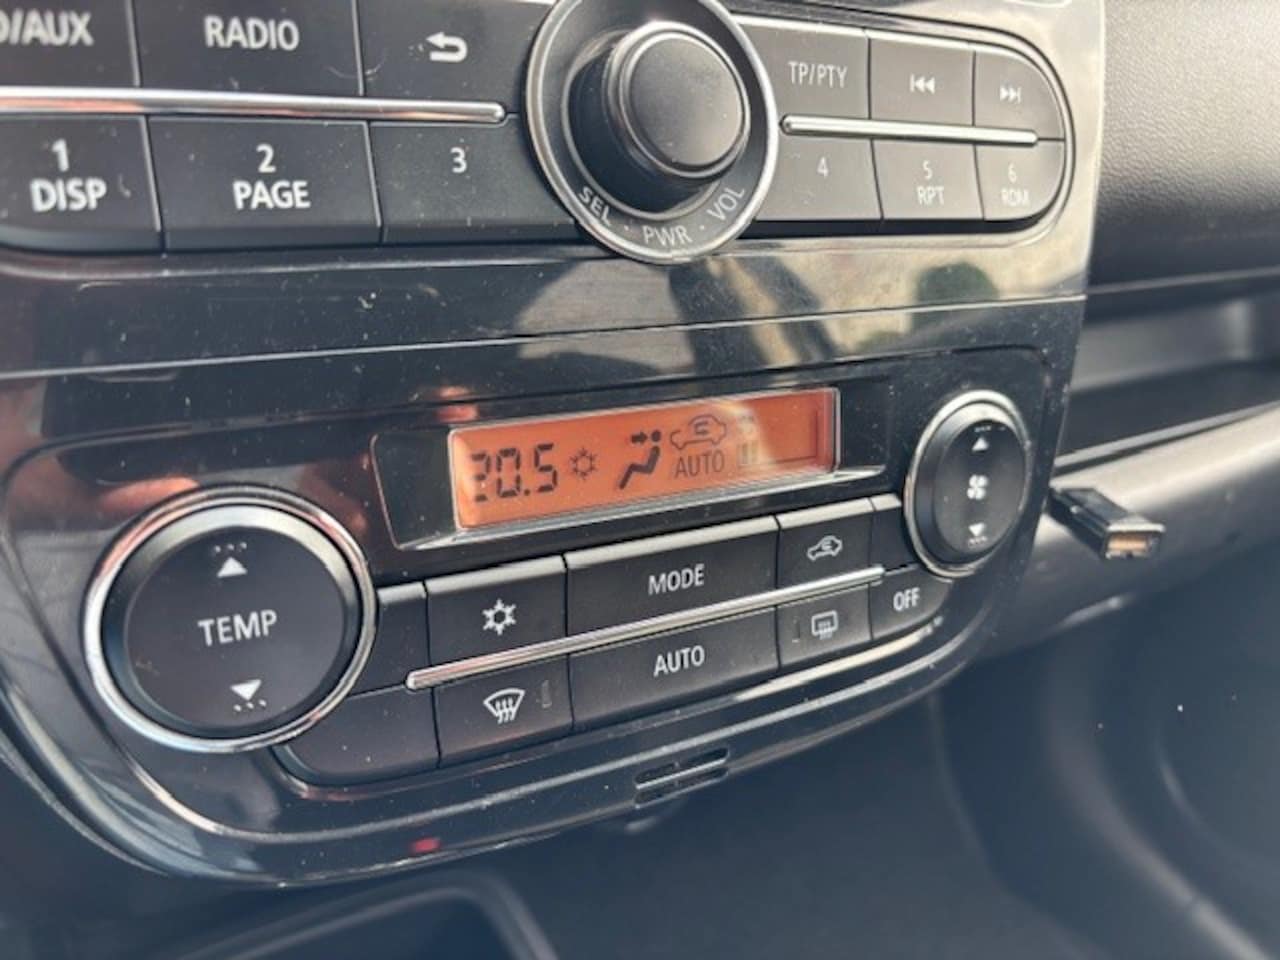 D/AUX
RADIO
TP/PTY
1
DISP
2
PAGE
3
4
5
RPT
6
RDM
SEL · PWR · VOL
20.5
AUTO
TEMP
MODE
OFF
AUTO